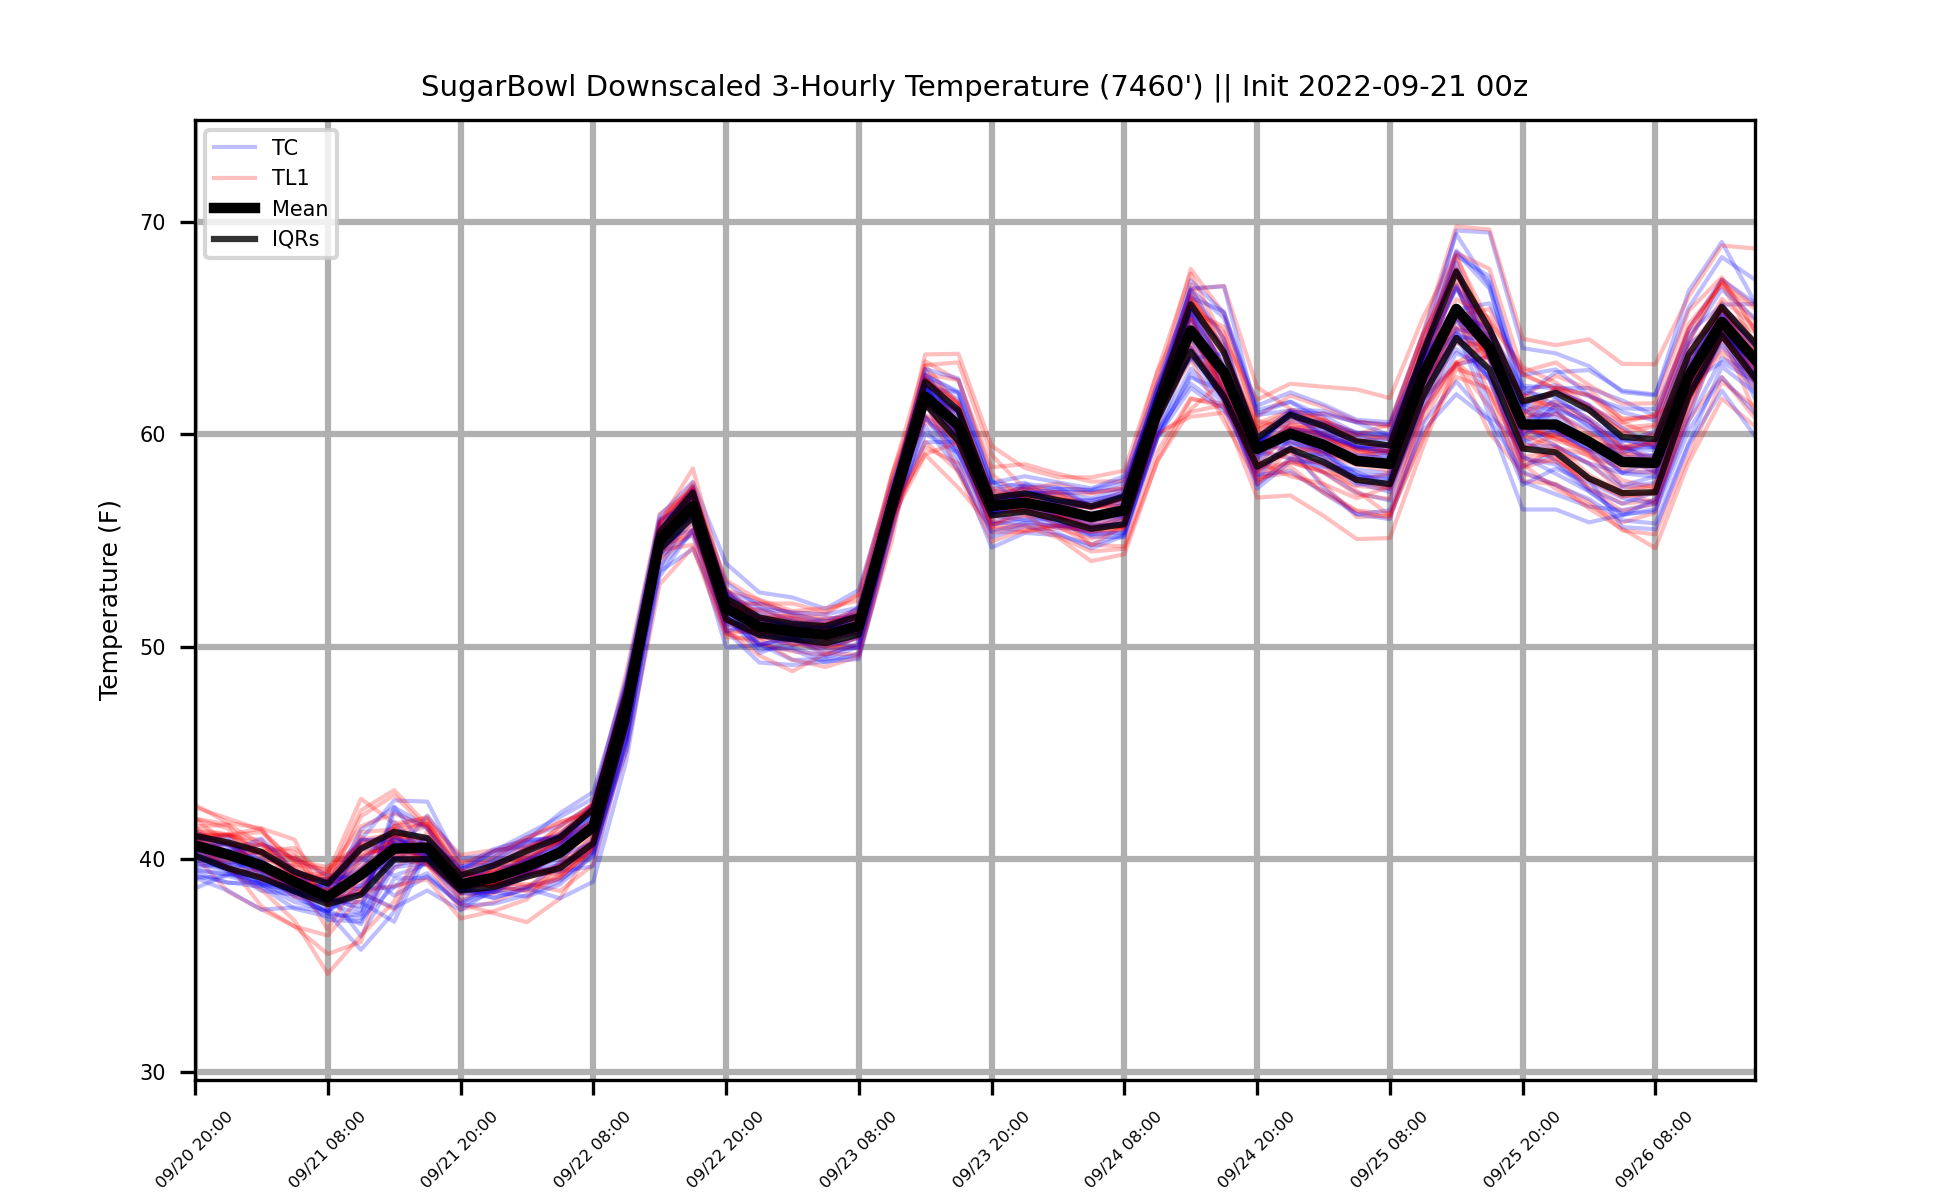 SugarBowl Downscaled 3-Hourly Temperature (7460') || Init 2022-09-21 00z
TC
TL1
Mean
IQRs
Temperature (F)
70
60
50
40
30
09/20 20:00
09/21 08:00
09/21 20:00
09/22 08:00
09/22 20:00
09/23 08:00
09/23 20:00
09/24 08:00
09/24 20:00
09/25 08:00
09/25 20:00
09/26 08:00